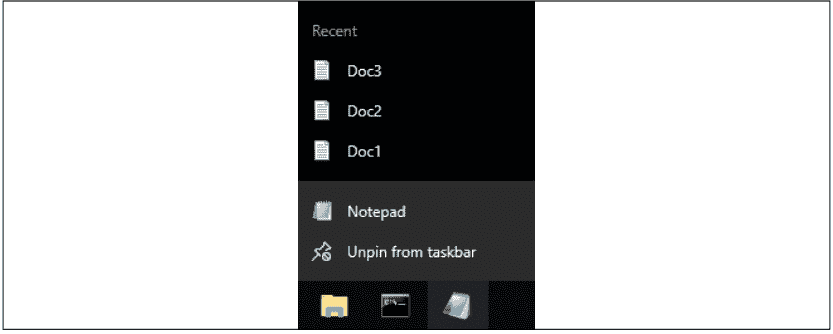 Recent
Doc3
Doc2
Doc1
Notepad
Unpin from taskbar